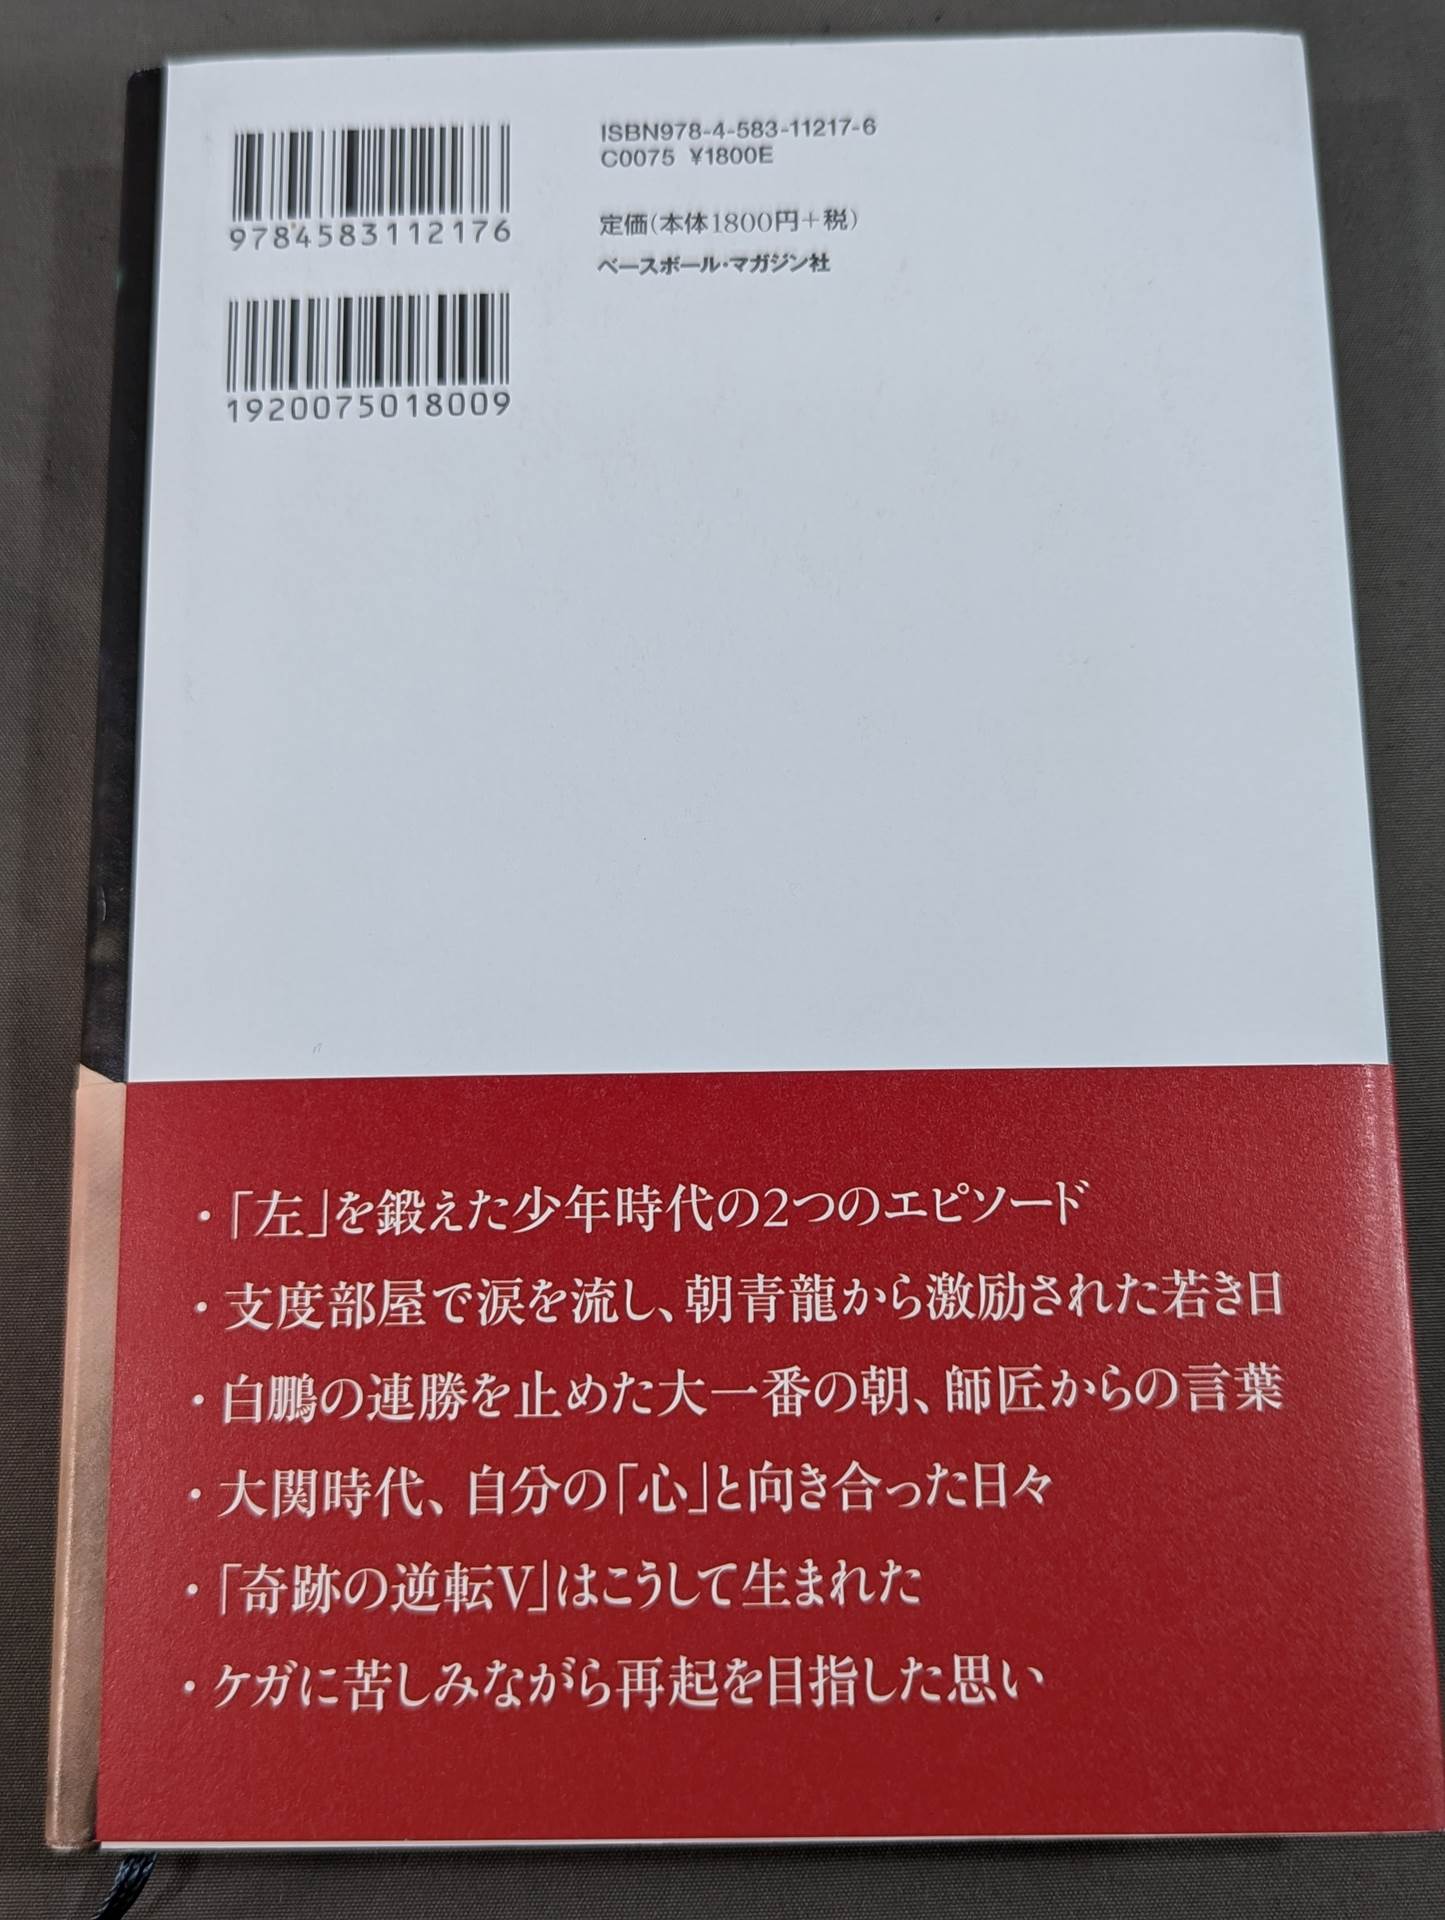 ISBN978-4-583-11217-6
C0075 ¥1800E
定価(本体1800円+税)
ベースボール・マガジン社
9784583112176
1920075018009
・「左」を鍛えた少年時代の2つのエピソード
・支度部屋で涙を流し、朝青龍から激励された若き日
・白鵬の連勝を止めた大一番の朝、師匠からの言葉
・大関時代、自分の「心」と向き合った日々
・「奇跡の逆転V」はこうして生まれた
・ケガに苦しみながら再起を目指した思い